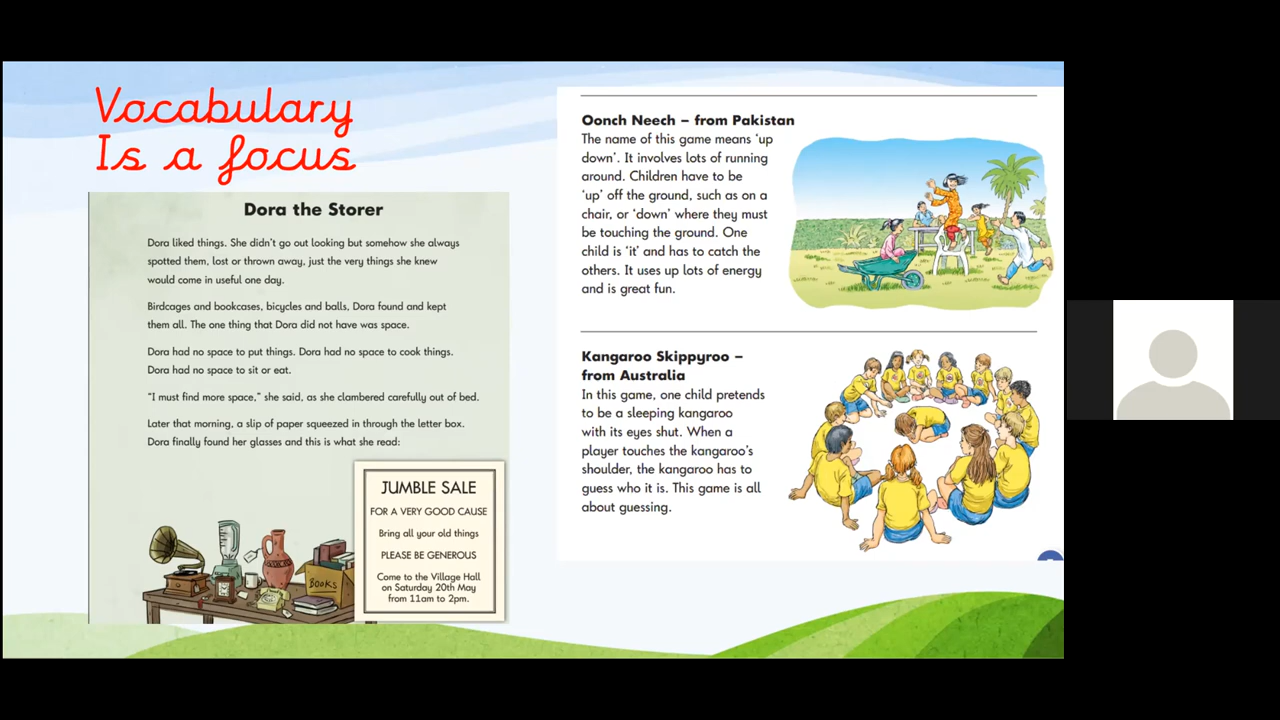 Vocabulary
Is a focus
Dora the Storer
Dora liked things. She didn't go out looking but somehow she always
spotted them, lost or thrown away, just the very things she knew
would come in useful one day.
Birdcages and bookcases, bicycles and balls, Dora found and kept
them all. The one thing that Dora did not have was space.
Dora had no space to put things. Dora had no space to cook things.
Dora had no space to sit or eat.
"I must find more space," she said, as she clambered carefully out of bed.
Later that morning, a slip of paper squeezed in through the letter box.
Dora finally found her glasses and this is what she read:
JUMBLE SALE
FOR A VERY GOOD CAUSE
Bring all your old things
PLEASE BE GENEROUS
Come to the Village Hall
on Saturday 20th May
from 11am to 2pm.
BOOKS
Oonch Neech – from Pakistan
The name of this game means 'up
down'. It involves lots of running
around. Children have to be
'up' off the ground, such as on a
chair, or 'down' where they must
be touching the ground. One
child is 'it' and has to catch the
others. It uses up lots of energy
and is great fun.
Kangaroo Skippyroo –
from Australia
In this game, one child pretends
to be a sleeping kangaroo
with its eyes shut. When a
player touches the kangaroo's
shoulder, the kangaroo has to
guess who it is. This game is all
about guessing.